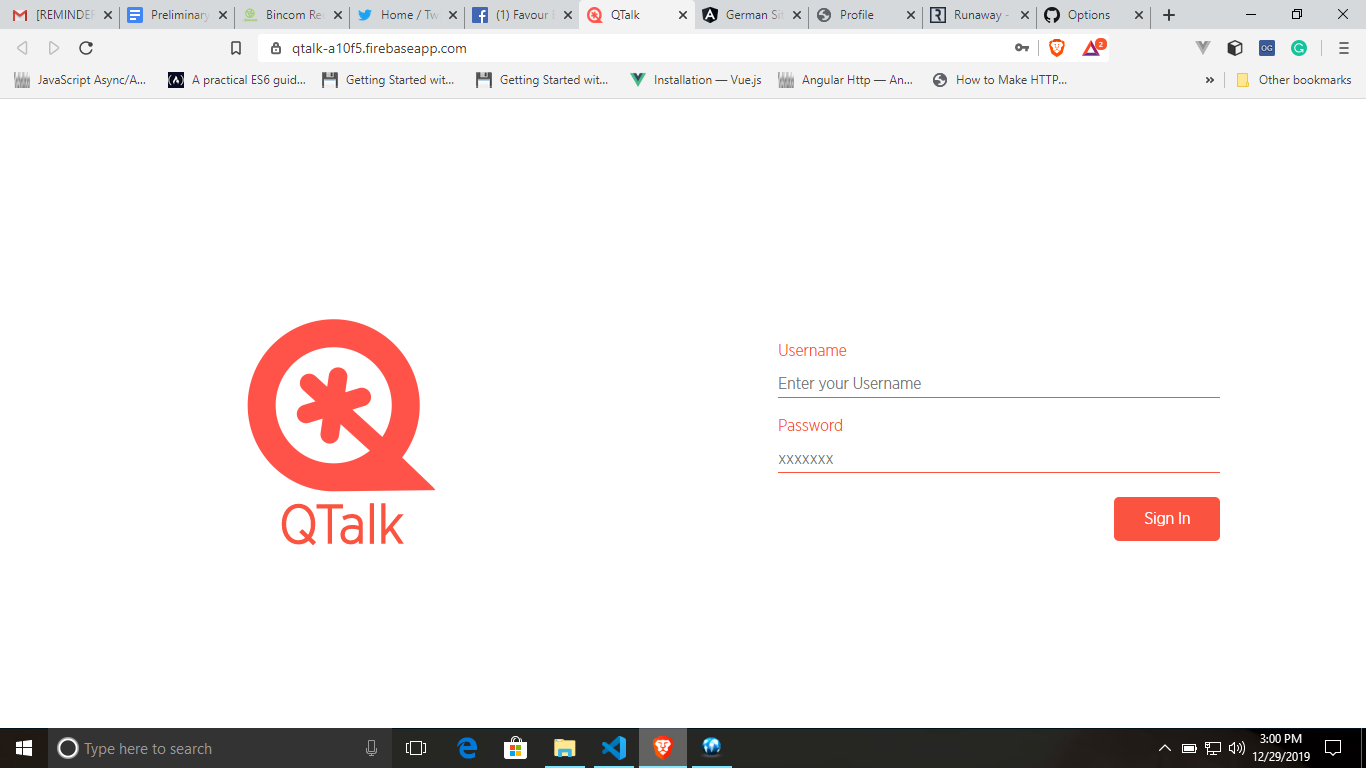 [REMINDER
Preliminary
Bincom Re
Home / Tw
(1) Favour
QTalk
German Sit
Profile
Runaway -
Options
qtalk-a10f5.firebaseapp.com
2
OG
JavaScript Async/A...
A practical ES6 guid...
Getting Started wit...
Getting Started wit...
Installation — Vue.js
Angular Http — An...
How to Make HTTP...
»
Other bookmarks
Username
Enter your Username
Password
xxxxxxx
Sign In
QTalk
Type here to search
3:00 PM
12/29/2019